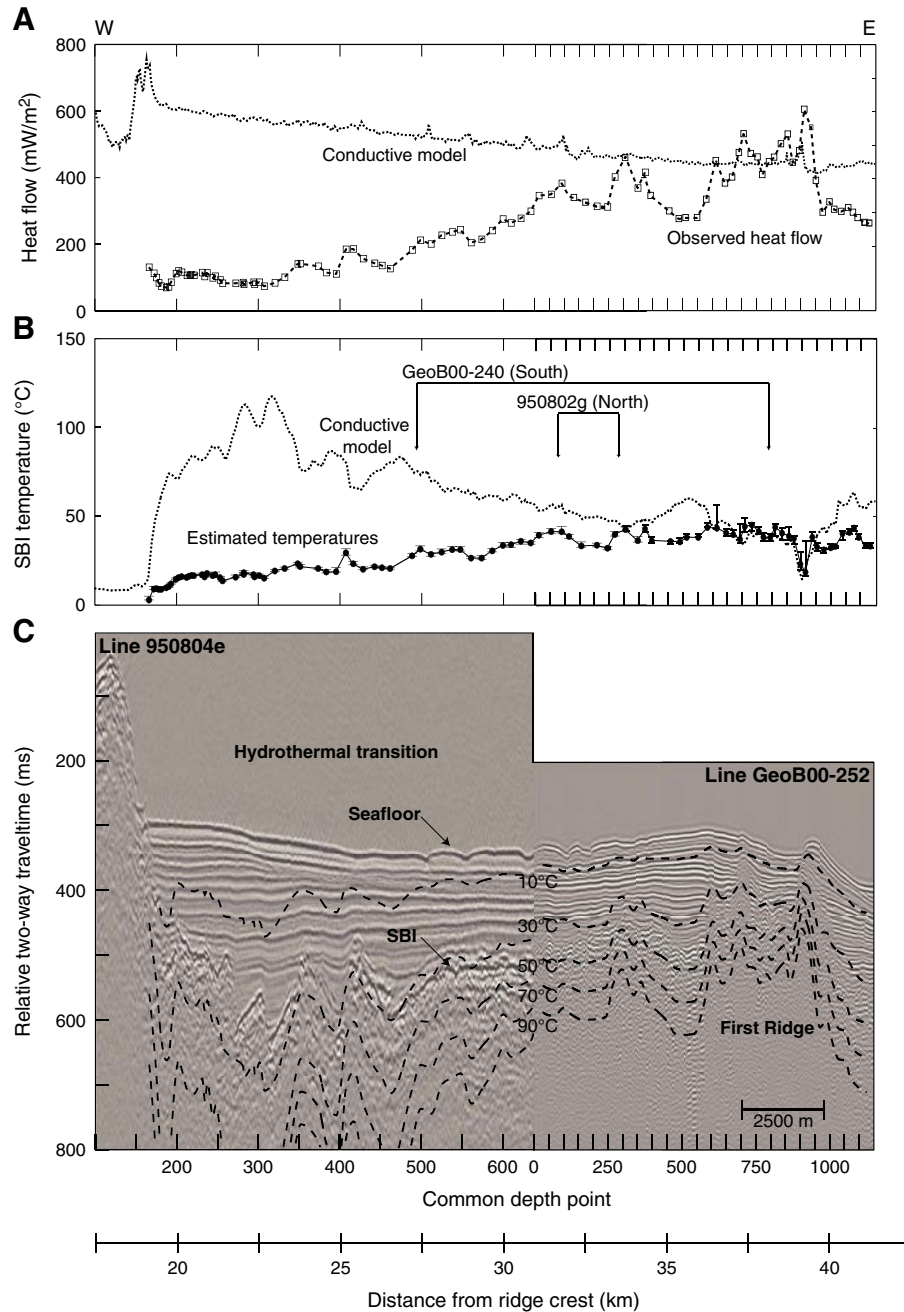 A
W
E
800
600
400
200
0
Heat flow (mW/m2)
Conductive model
Observed heat flow
B
150
100
50
0
SBI temperature (°C)
GeoB00-240 (South)
950802g (North)
Conductive
model
Estimated temperatures
C
Line 950804e
Hydrothermal transition
Line GeoB00-252
Seafloor
10°C
30°C
SBI
50°C
70°C
90°C
First Ridge
2500 m
200
400
600
800
Relative two-way traveltime (ms)
200 300 400 500 600 0 250 500 750 1000
Common depth point
20 25 30 35 40
Distance from ridge crest (km)